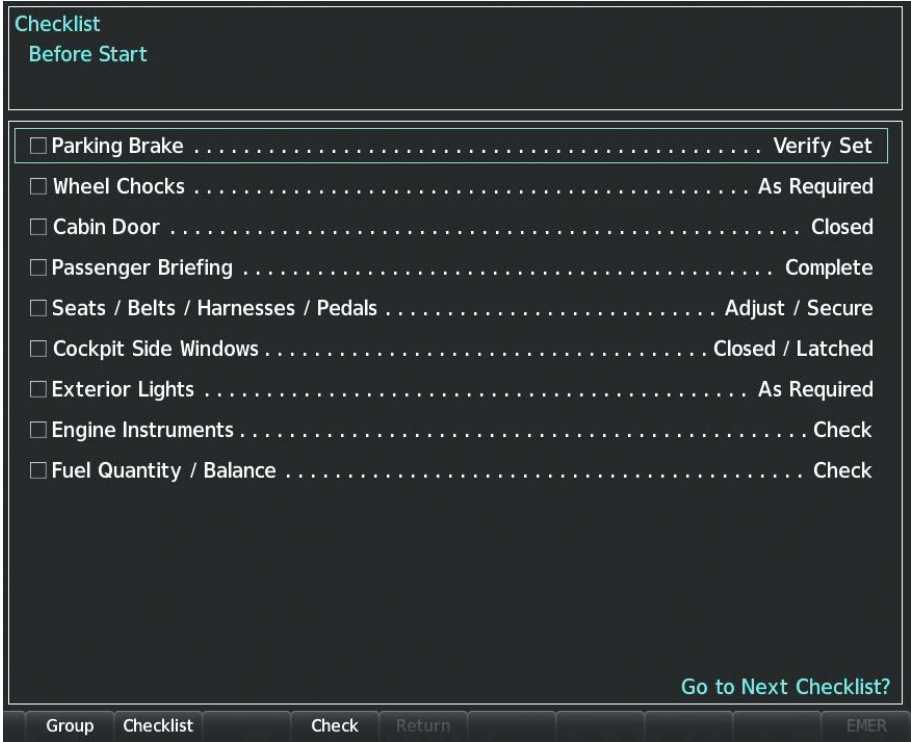 Checklist
Before Start
Parking Brake . . . . . . . . . . . . . . . . . . . . . . . . . . . . . . . . . . . . . . . . . . . . . . Verify Set
Wheel Chocks . . . . . . . . . . . . . . . . . . . . . . . . . . . . . . . . . . . . . . . . . . . . . As Required
Cabin Door . . . . . . . . . . . . . . . . . . . . . . . . . . . . . . . . . . . . . . . . . . . . . . . . . . . Closed
Passenger Briefing . . . . . . . . . . . . . . . . . . . . . . . . . . . . . . . . . . . . . . . . . . . Complete
Seats / Belts / Harnesses / Pedals . . . . . . . . . . . . . . . . . . . . . . . . . . . Adjust / Secure
Cockpit Side Windows . . . . . . . . . . . . . . . . . . . . . . . . . . . . . . . . . . . . Closed / Latched
Exterior Lights . . . . . . . . . . . . . . . . . . . . . . . . . . . . . . . . . . . . . . . . . . . . As Required
Engine Instruments . . . . . . . . . . . . . . . . . . . . . . . . . . . . . . . . . . . . . . . . . . . . . . Check
Fuel Quantity / Balance . . . . . . . . . . . . . . . . . . . . . . . . . . . . . . . . . . . . . . . . . . Check
Go to Next Checklist?
Group Checklist Check Return EMER